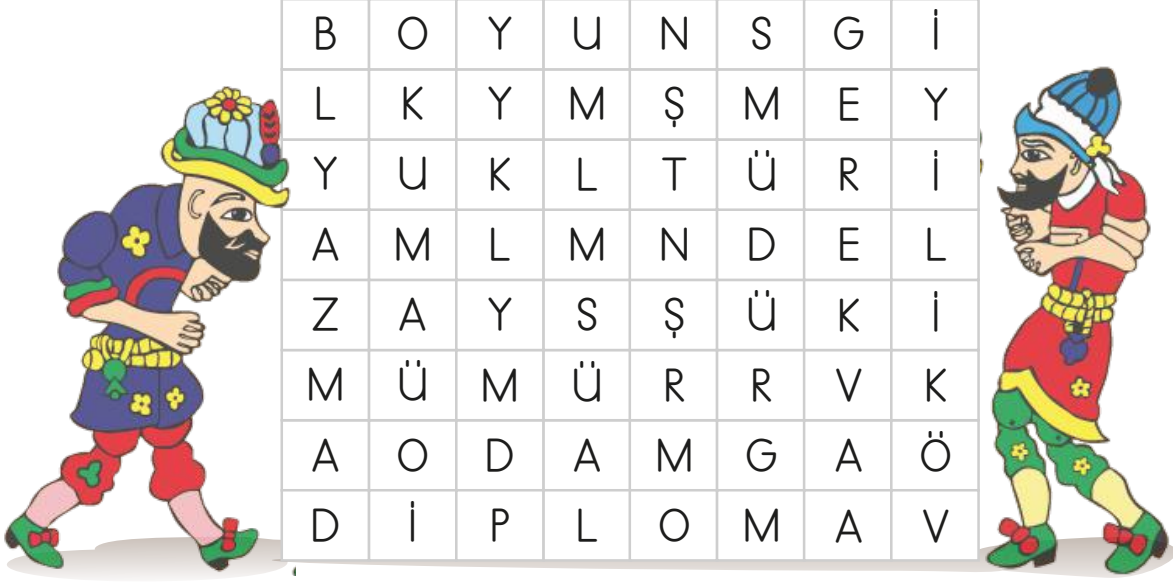 B O Y U N S G İ
L K Y M Ş M E Y
Y U K L T Ü R İ
A M L M N D E L
Z A Y S Ş Ü K İ
M Ü M Ü R R V K
A O D A M G A Ö
D İ P L O M A V